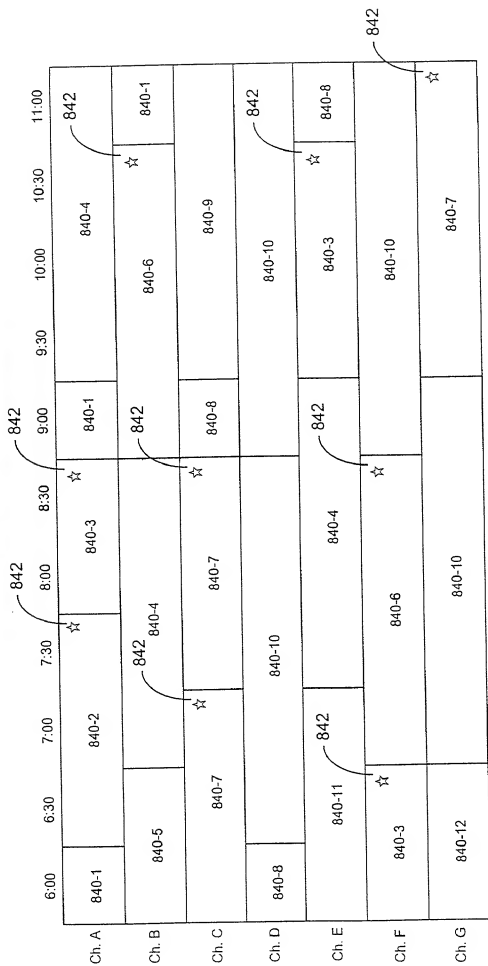 842 842
6:00 6:30 7:00 7:30 8:00 8:30 9:00 9:30 10:00 10:30 11:00
Ch. A 840-1 840-2 ☆ 840-3 ☆ 840-1 840-4 842
Ch. B 840-5 840-4 842 842 840-6 ☆ 840-1
Ch. C 840-7 ☆ 840-7 ☆ 840-8 840-9
Ch. D 840-8 840-10 840-10 842
Ch. E 840-11 842 840-4 842 840-3 ☆ 840-8
Ch. F 840-3 ☆ 840-6 ☆ 840-10 842
Ch. G 840-12 840-10 840-7 ☆